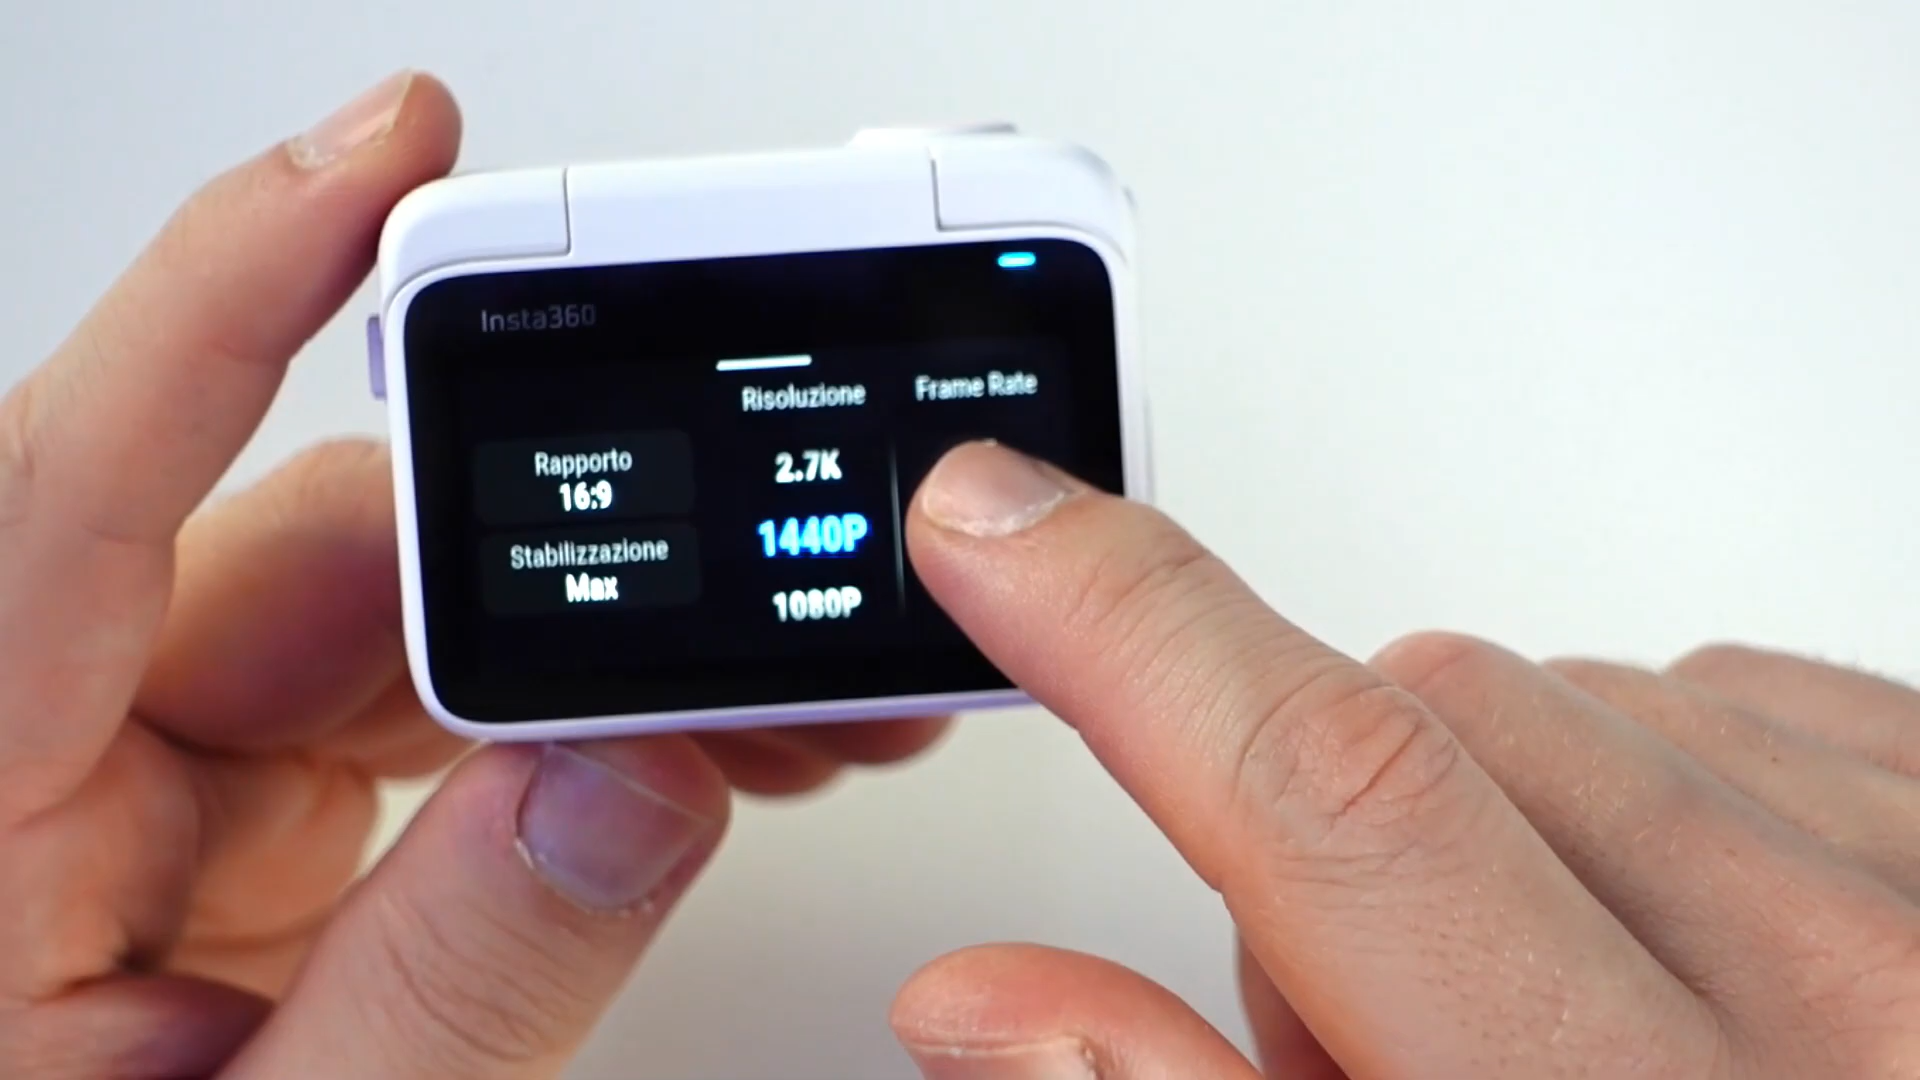 Insta360
Risoluzione
Frame Rate
Rapporto
16:9
Stabilizzazione
Max
2.7K
1440P
1080P